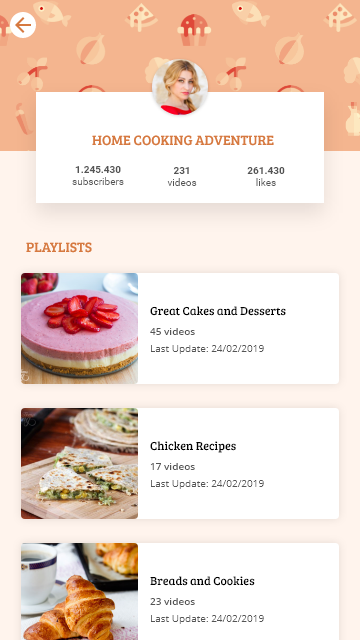 HOME COOKING ADVENTURE
1.245.430 231 261.430
subscribers videos likes
PLAYLISTS
Great Cakes and Desserts
45 videos
Last Update: 24/02/2019
Chicken Recipes
17 videos
Last Update: 24/02/2019
Breads and Cookies
23 videos
Last Update: 24/02/2019